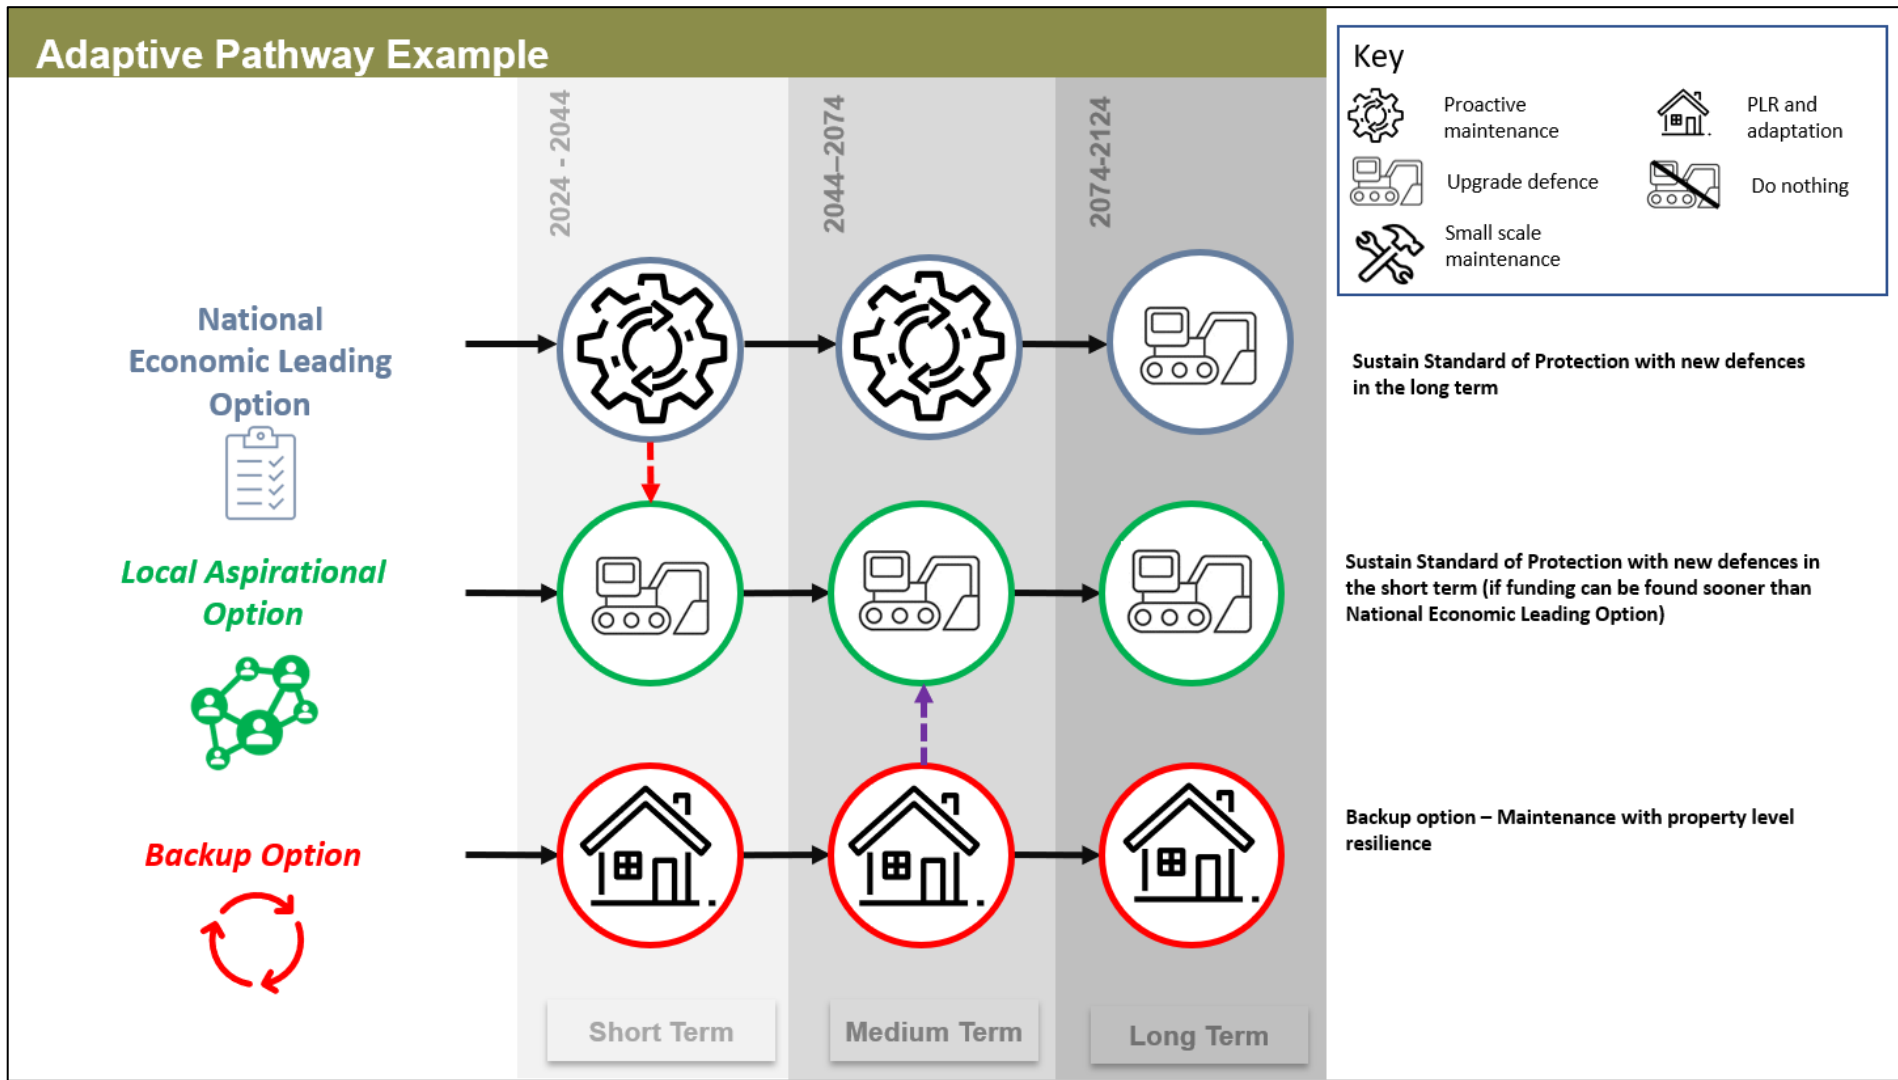 Adaptive Pathway Example
2024 - 2044
2044–2074
2074-2124
Key
Proactive
maintenance
PLR and
adaptation
Upgrade defence
Do nothing
Small scale
maintenance
National
Economic Leading
Option
Sustain Standard of Protection with new defences
in the long term
Local Aspirational
Option
Sustain Standard of Protection with new defences in
the short term (if funding can be found sooner than
National Economic Leading Option)
Backup Option
Backup option – Maintenance with property level
resilience
Short Term
Medium Term
Long Term